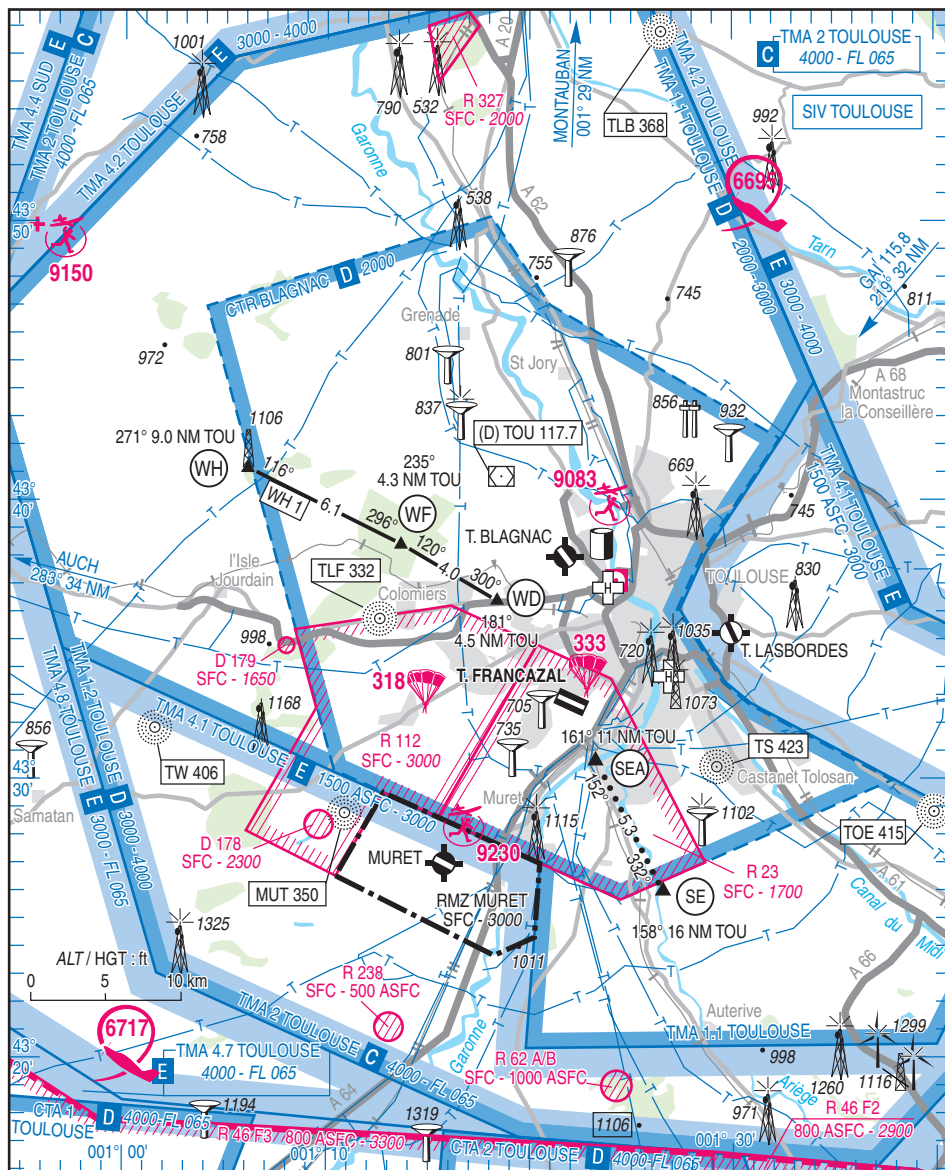 TMA 4.4 SUD E
TMA 2 TOULOUSE C
4000 - FL 065
1001
E 3000 - 4000
TMA 4.2 TOULOUSE
758
790
532
R 327
SFC - 2000
A 20
MONTAUBAN
001° 29 NM
TLB 368
TMA 4.2 TOULOUSE
TMA 1.1 TOULOUSE
D
2000-3000
E
3000-4000
C TMA 2 TOULOUSE
4000 - FL 065
SIV TOULOUSE
992
6695
Garonne
A 62
43°
50'
9150
538
876
755
745
Tarn
GAI 115.8
219° 32 NM
811
CTR BLAGNAC D 2000
Grenade
972
801
St Jory
837
856
932
A 68
Montastruc
la Conseillère
1106
271° 9.0 NM TOU
WH
116°
WH 1
6.1
296°
235°
4.3 NM TOU
WF
120°
4.0
300°
(D) TOU 117.7
9083
669
TMA 4.1 TOULOUSE
1500 ASFC - 3000
E
745
43°
40'
T. BLAGNAC
AUCH
283° 34 NM
l'Isle
Jourdain
TLF 332
Colomiers
WD
181°
4.5 NM TOU
H
TOULOUSE
830
998
D 179
SFC - 1650
318
T. FRANCAZAL
333
720
1035
H
T. LASBORDES
1073
TMA 1.2 TOULOUSE D 3000-4000
TMA 4.8 TOULOUSE E 3000 - FL 065
856
1168
TMA 4.1 TOULOUSE E 1500 ASFC - 3000
TW 406
705
735
R 112
SFC - 3000
161° 11 NM TOU
SEA
152°
5.3
332°
TS 423
Castanet Tolosan
43°
30'
Samatan
Muret
1115
1102
D 178
SFC - 2300
MUT 350
9230
MURET
RMZ MURET
SFC - 3000
R 23
SFC - 1700
TOE 415
SE
158° 16 NM TOU
A 61
Canal du Midi
A 66
1325
ALT / HGT : ft
0 5 10 km
1011
R 238
SFC - 500 ASFC
Auterive
TMA 1.1 TOULOUSE
TMA 2 TOULOUSE C 4000 - FL 065
6717
E TMA 4.7 TOULOUSE
4000 - FL 065
43°
20'
Garonne
A 64
R 62 A/B
SFC - 1000 ASFC
998
1299
1260
1116
Ariège
971
R 46 F2
800 ASFC - 2900
CTA 1
TOULOUSE
D 4000-FL 065
1194
R 46 F3 800 ASFC - 3300
1319
1106
CTA 2 TOULOUSE D 4000-FL 065
001° 00'
001° 10'
001° 30'